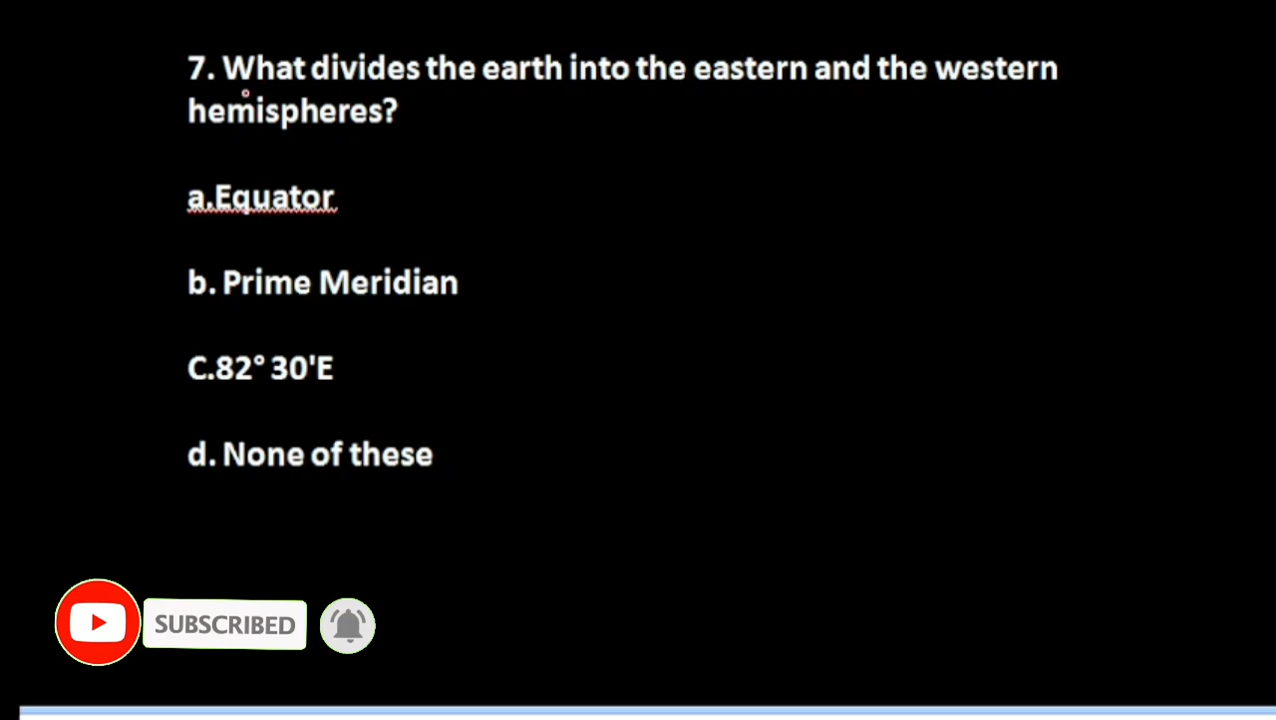 7. What divides the earth into the eastern and the western
hemispheres?
a.Equator
b. Prime Meridian
C.82° 30'E
d. None of these
SUBSCRIBED